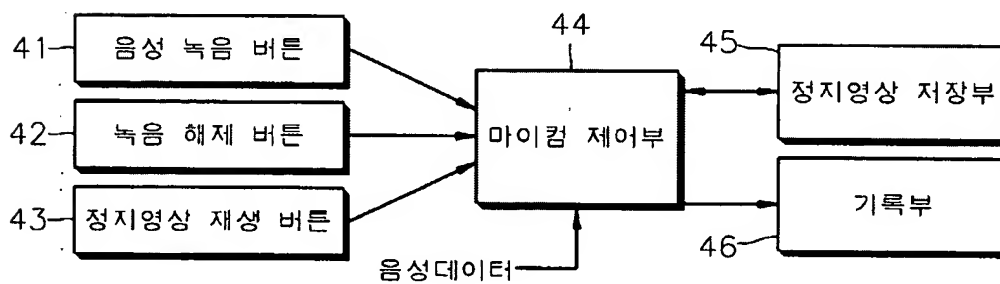 41
음성 녹음 버튼
42
녹음 해제 버튼
43
정지영상 재생 버튼
44
마이컴 제어부
음성데이터
45
정지영상 저장부
기록부
46